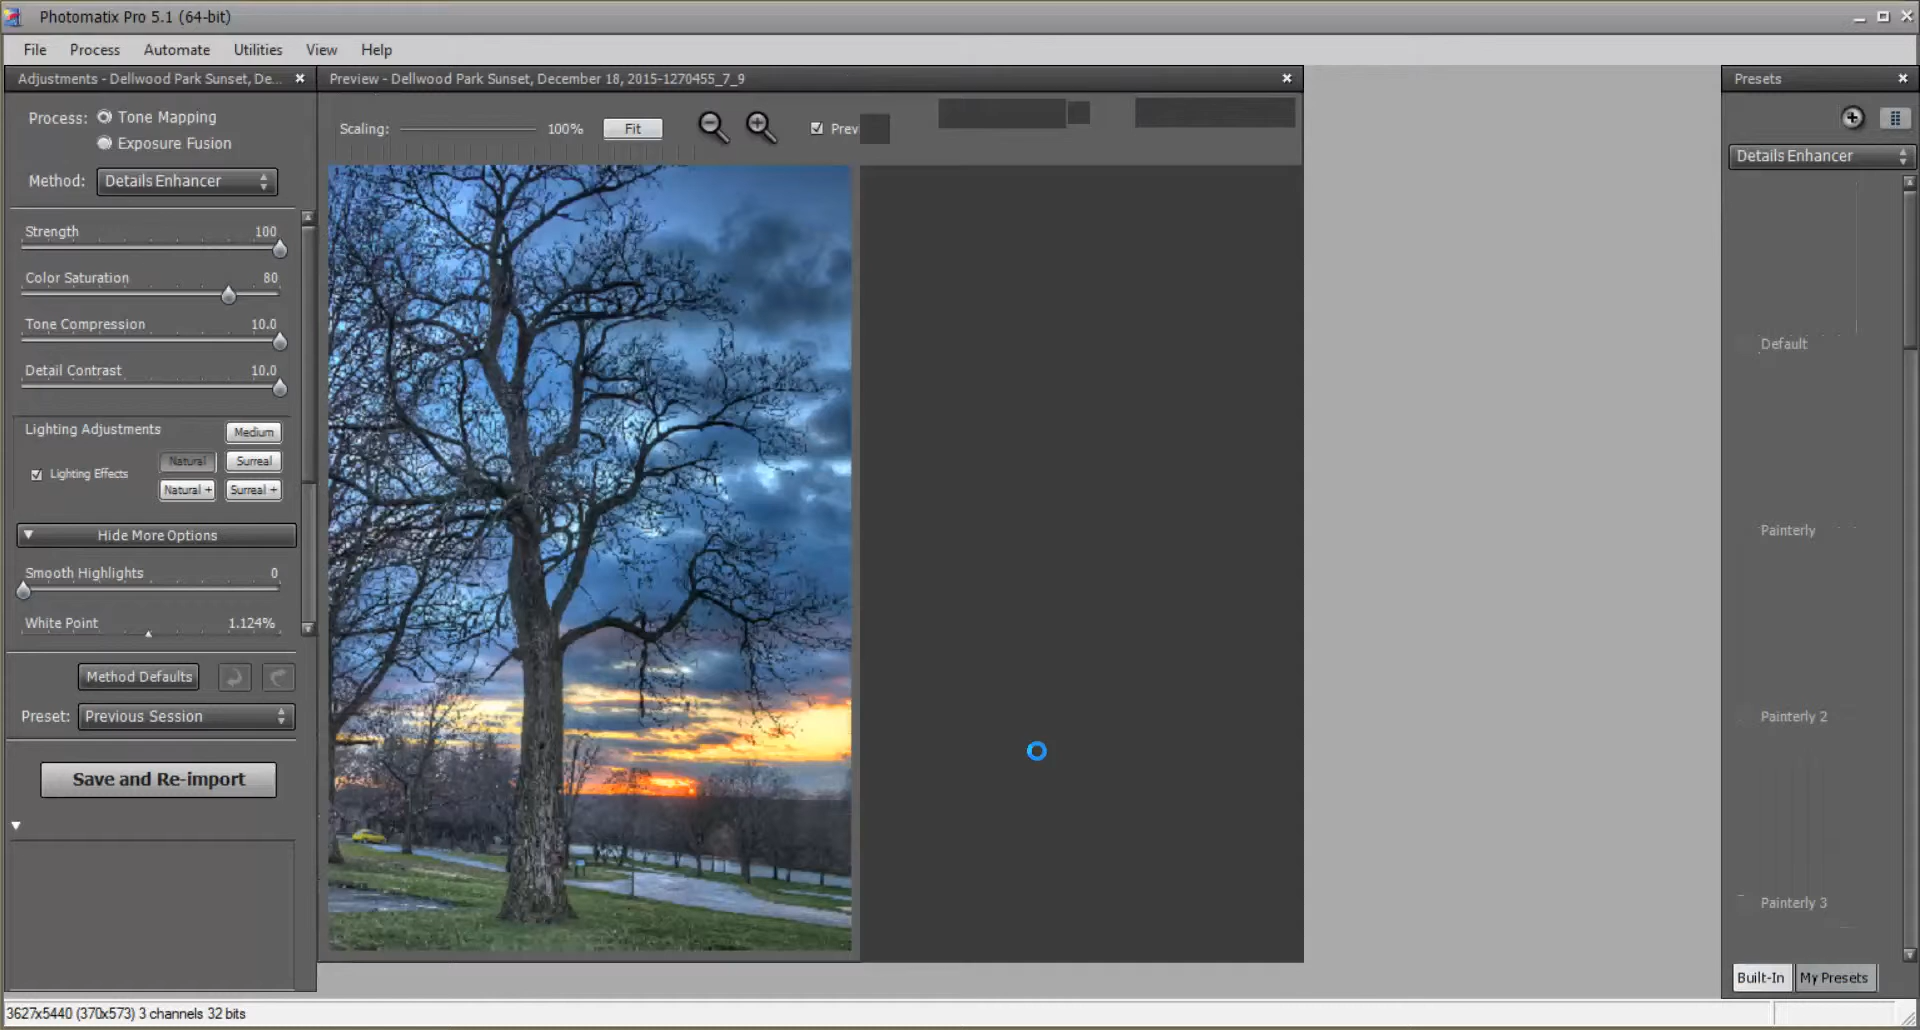 Photomatix Pro 5.1 (64-bit)
File Process Automate Utilities View Help
Adjustments - Dellwood Park Sunset, De...
Process: Tone Mapping
Exposure Fusion
Method: Details Enhancer
Strength 100
Color Saturation 80
Tone Compression 10.0
Detail Contrast 10.0
Lighting Adjustments Medium
Lighting Effects Natural Surreal
Natural + Surreal +
Hide More Options
Smooth Highlights 0
White Point 1.124%
Method Defaults
Preset: Previous Session
Save and Re-import
Preview - Dellwood Park Sunset, December 18, 2015-1270455_7_9
Scaling: 100% Fit Prev
Presets
Details Enhancer
Default
Painterly
Painterly 2
Painterly 3
Built-In My Presets
3627x5440 (370x573) 3 channels 32 bits